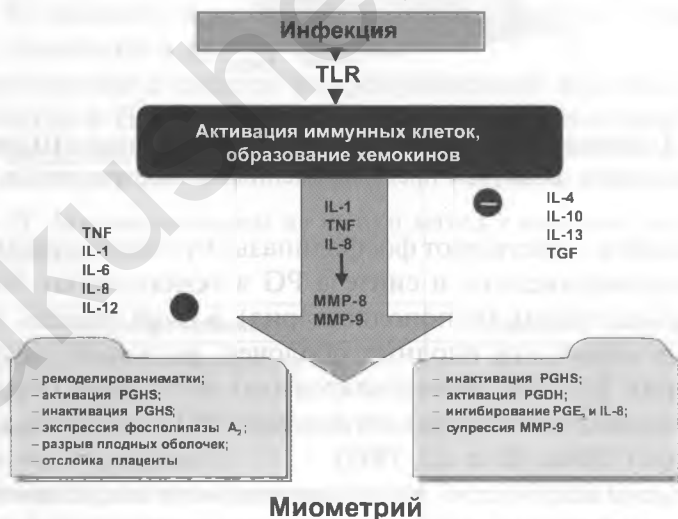 Инфекция
TLR
Активация иммунных клеток,
образование хемокинов
TNF
IL-1
IL-6
IL-8
IL-12
IL-1
TNF
IL-8
MMP-8
MMP-9
IL-4
IL-10
IL-13
TGF
– ремоделированиематки;
– активация PGHS;
– инактивация PGHS;
– экспрессия фосполипазы A₂;
– разрыв плодных оболочек;
– отслойка плаценты
– инактивация PGHS;
– активация PGDH;
– ингибирование PGE₂ и IL-8;
– супрессия MMP-9
Миометрий